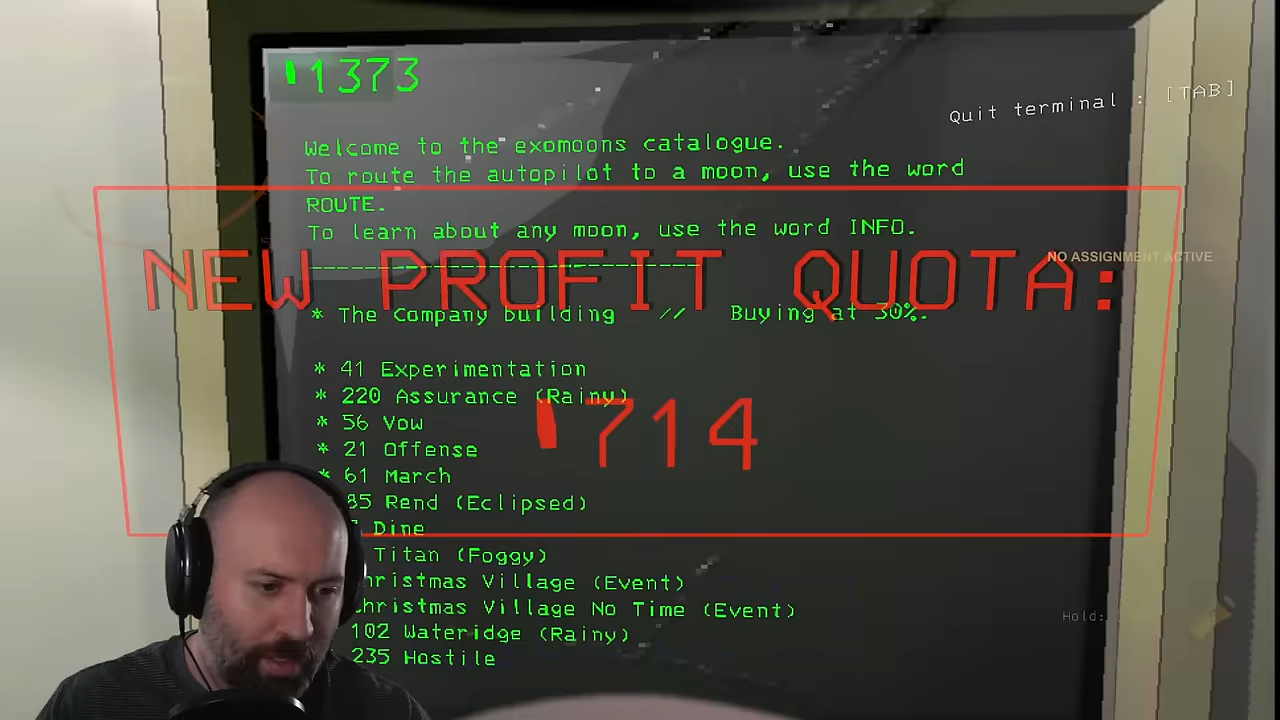 ▮1373
Quit terminal : [TAB]
Welcome to the exomoons catalogue.
To route the autopilot to a moon, use the word
ROUTE.
To learn about any moon, use the word INFO.
NO ASSIGNMENT ACTIVE
NEW PROFIT QUOTA:
* The Company building // Buying at 30%.
* 41 Experimentation
* 220 Assurance (Rainy)
▮714
* 56 Vow
* 21 Offense
* 61 March
85 Rend (Eclipsed)
Dine
Titan (Foggy)
Christmas Village (Event)
Christmas Village No Time (Event)
Hold:
102 Wateridge (Rainy)
235 Hostile